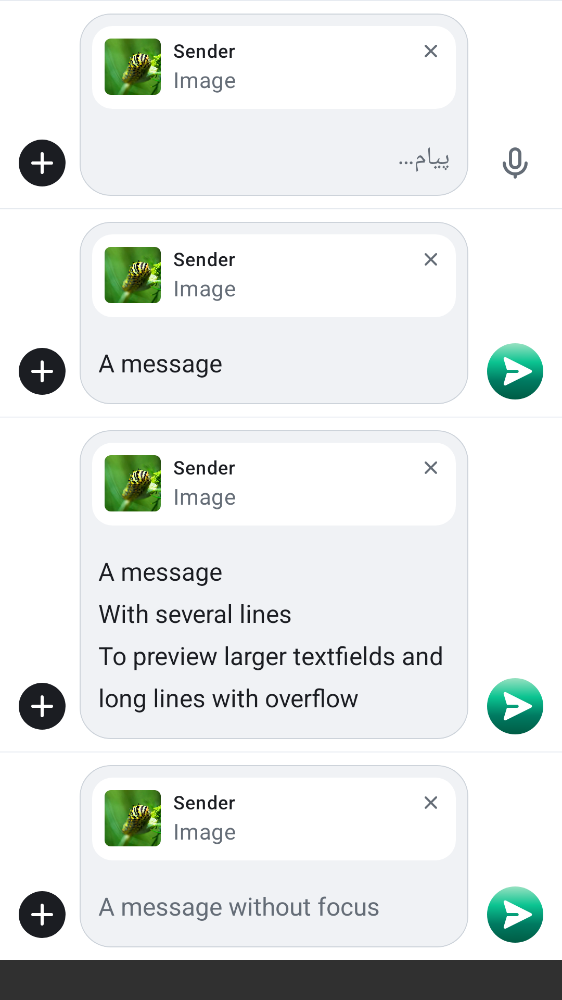 Sender
Image
پیام...
Sender
Image
A message
Sender
Image
A message
With several lines
To preview larger textfields and
long lines with overflow
Sender
Image
A message without focus